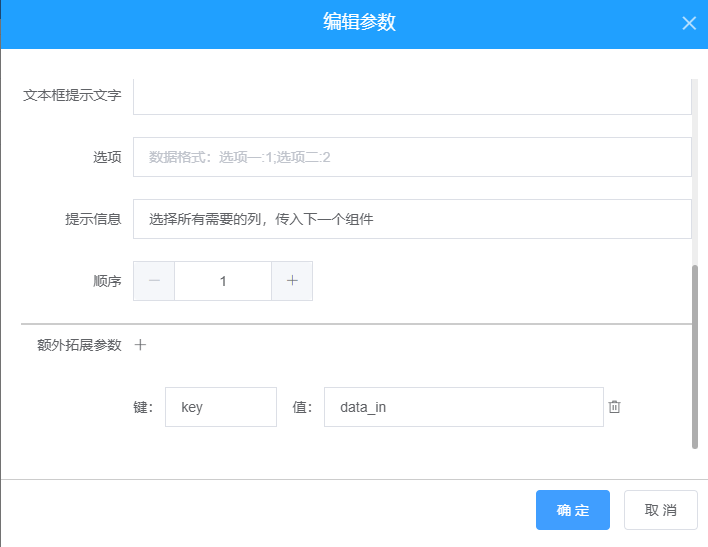 编辑参数
文本框提示文字
选项 数据格式：选项一:1;选项二:2
提示信息 选择所有需要的列，传入下一个组件
顺序 1
额外拓展参数
键： key 值： data_in
确 定 取 消